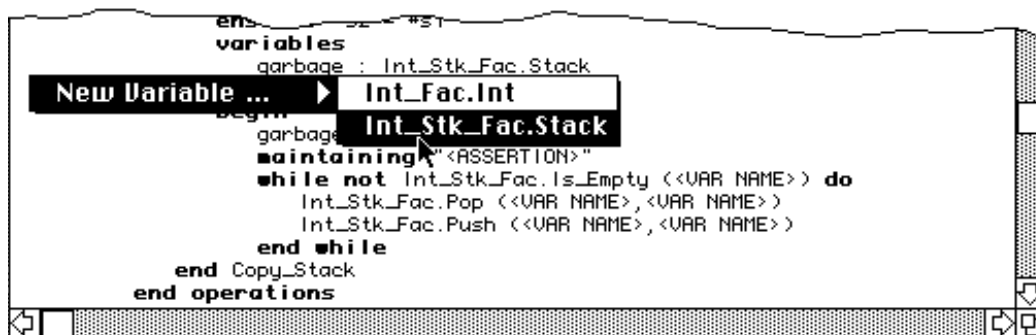 variables
garbage : Int_Stk_Fac.Stack
New Variable ... Int_Fac.Int
Int_Stk_Fac.Stack
begin
garbage
maintaining "<ASSERTION>"
while not Int_Stk_Fac.Is_Empty (<VAR NAME>) do
Int_Stk_Fac.Pop (<VAR NAME>,<VAR NAME>)
Int_Stk_Fac.Push (<VAR NAME>,<VAR NAME>)
end while
end Copy_Stack
end operations